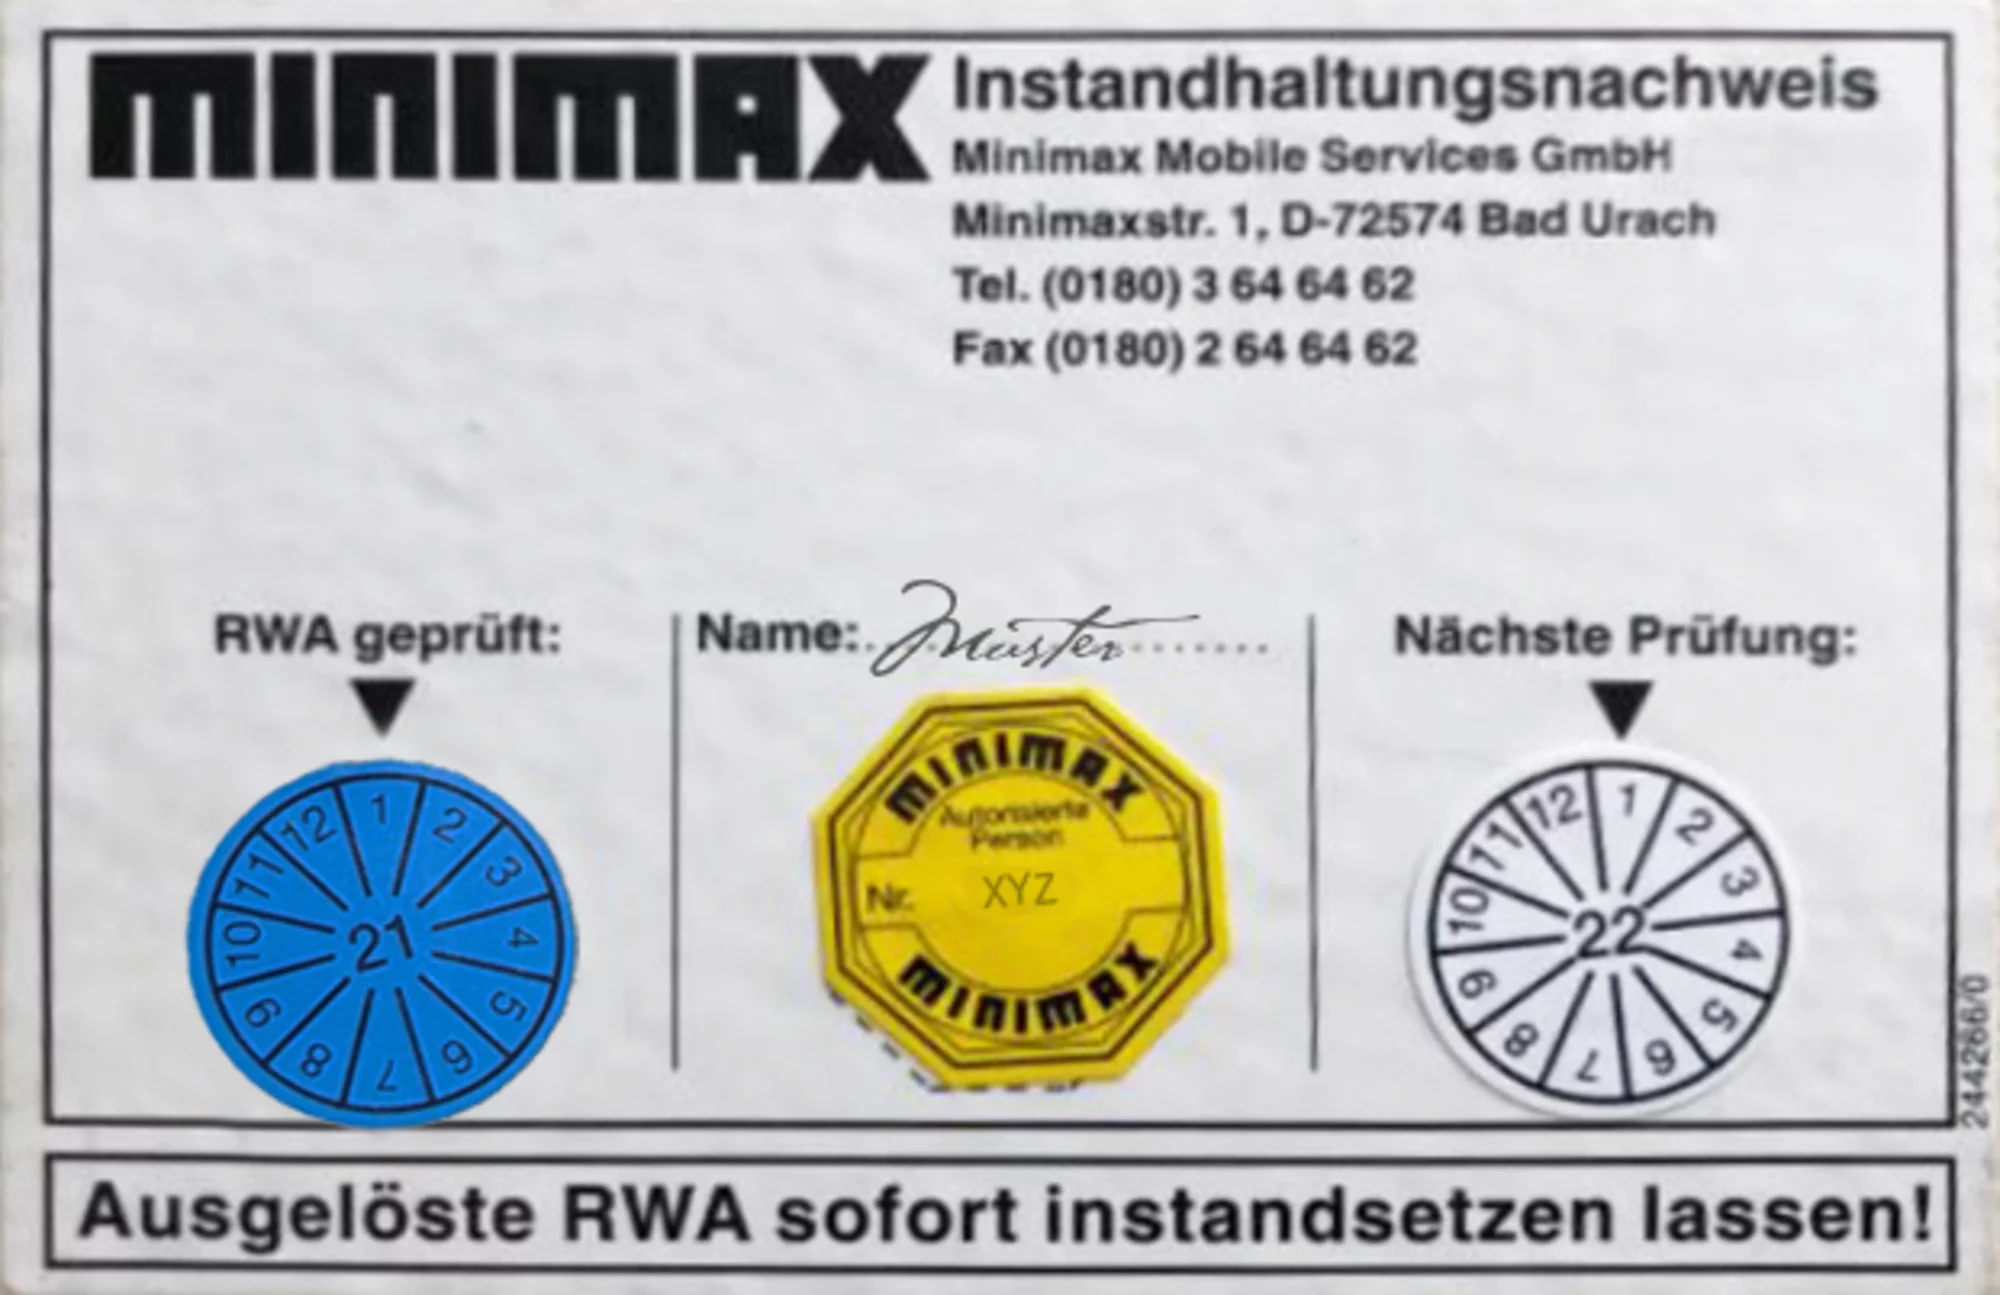 MINIMAX
Instandhaltungsnachweis
Minimax Mobile Services GmbH
Minimaxstr. 1, D-72574 Bad Urach
Tel. (0180) 3 64 64 62
Fax (0180) 2 64 64 62
RWA geprüft:
1 2 3 4 5 6 7 8 9 10 11 12
21
Name: Muster
MINIMAX
Autorisierte
Person
Nr. XYZ
MINIMAX
Nächste Prüfung:
1 2 3 4 5 6 7 8 9 10 11 12
22
244266/0
Ausgelöste RWA sofort instandsetzen lassen!